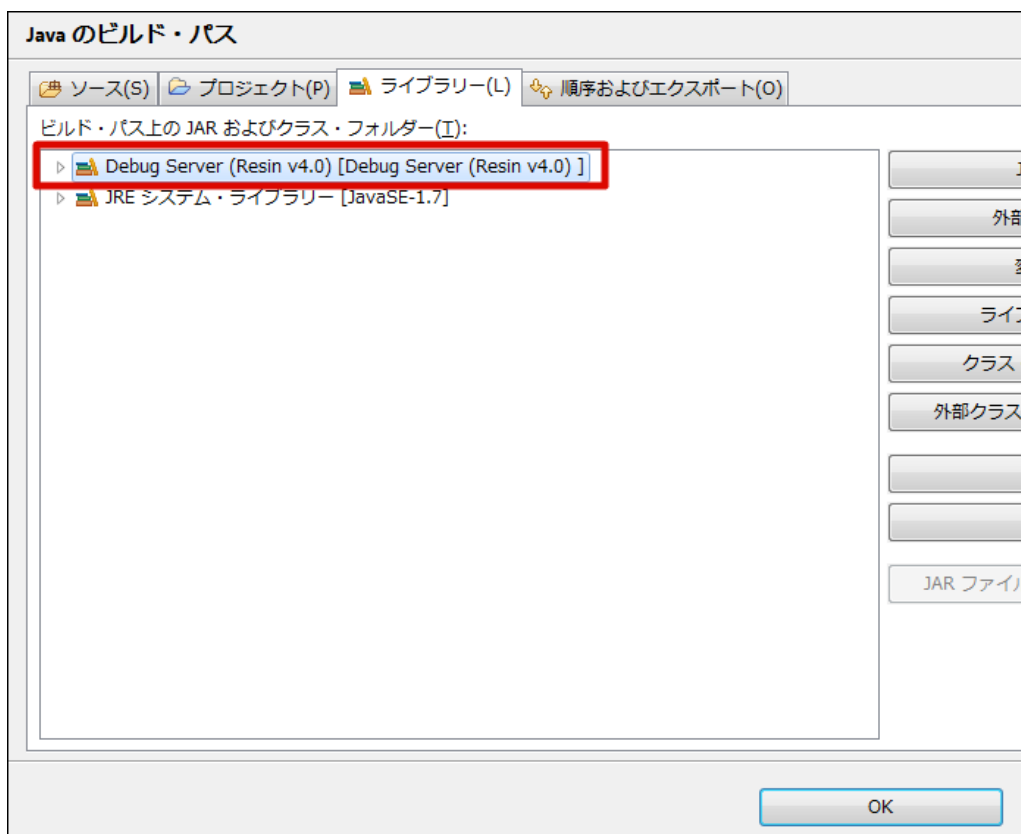 Java のビルド・パス
ソース(S) プロジェクト(P) ライブラリー(L) 順序およびエクスポート(O)
ビルド・パス上の JAR およびクラス・フォルダー(T):
Debug Server (Resin v4.0) [Debug Server (Resin v4.0) ]
JRE システム・ライブラリー [JavaSE-1.7]
外部
ライブ
クラス
外部クラス
JAR ファイル
OK